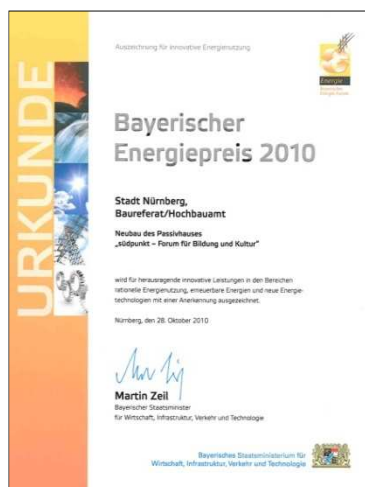 Auszeichnung für innovative Energienutzung
Energie
URKUNDE
Bayerischer
Energiepreis 2010
Stadt Nürnberg,
Baureferat/Hochbauamt
Neubau des Passivhauses
„südpunkt – Forum für Bildung und Kultur“
wird für herausragende innovative Leistungen in den Bereichen
rationelle Energienutzung, erneuerbare Energien und neue Energie-
technologien mit einer Anerkennung ausgezeichnet.
Nürnberg, den 28. Oktober 2010
Martin Zeil
Bayerischer Staatsminister
für Wirtschaft, Infrastruktur, Verkehr und Technologie
Bayerisches Staatsministerium für
Wirtschaft, Infrastruktur, Verkehr und Technologie